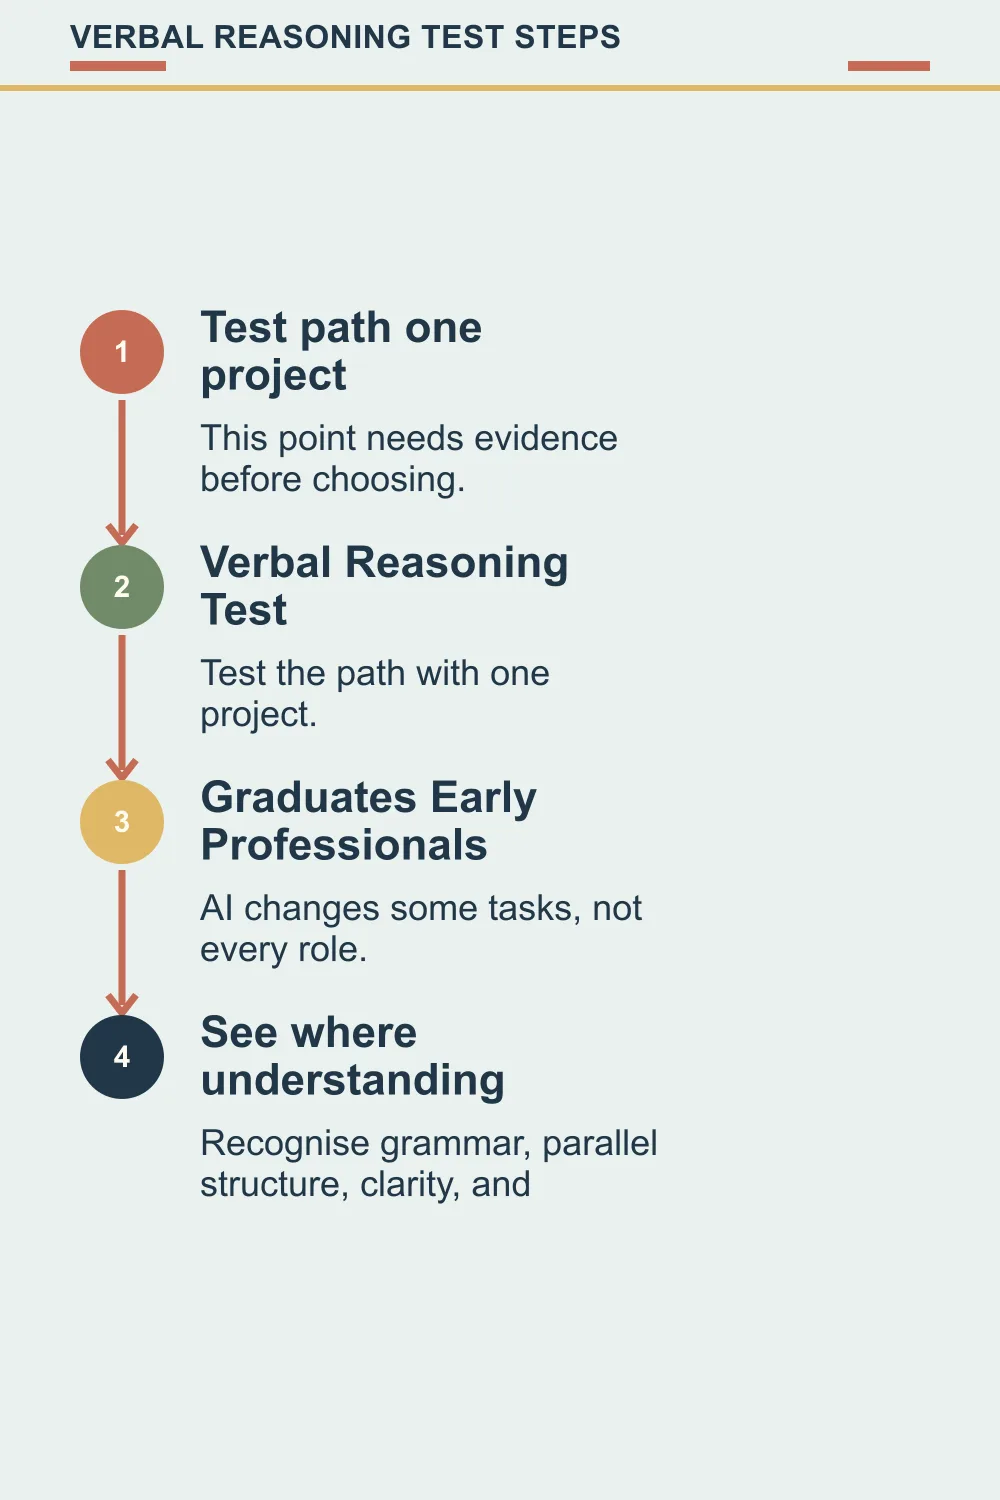 VERBAL REASONING TEST STEPS
1
Test path one
project
This point needs evidence
before choosing.
2
Verbal Reasoning
Test
Test the path with one
project.
3
Graduates Early
Professionals
AI changes some tasks, not
every role.
4
See where
understanding
Recognise grammar, parallel
structure, clarity, and